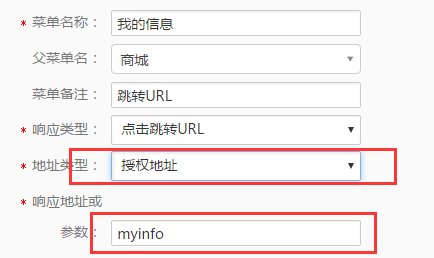 * 菜单名称： 我的信息
父菜单名： 商城
菜单备注： 跳转URL
* 响应类型： 点击跳转URL
* 地址类型： 授权地址
* 响应地址或
参数： myinfo